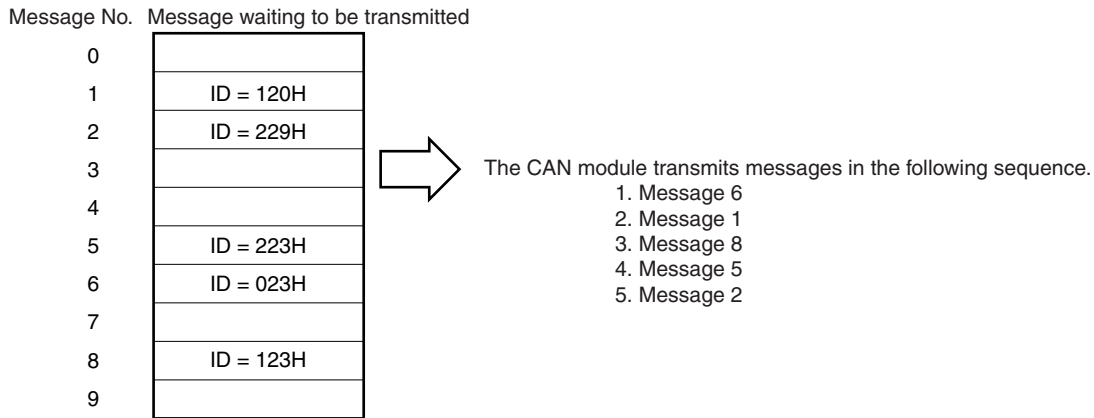 Message No. Message waiting to be transmitted
0
1 ID = 120H
2 ID = 229H
3
4
5 ID = 223H
6 ID = 023H
7
8 ID = 123H
9
The CAN module transmits messages in the following sequence.
1. Message 6
2. Message 1
3. Message 8
4. Message 5
5. Message 2